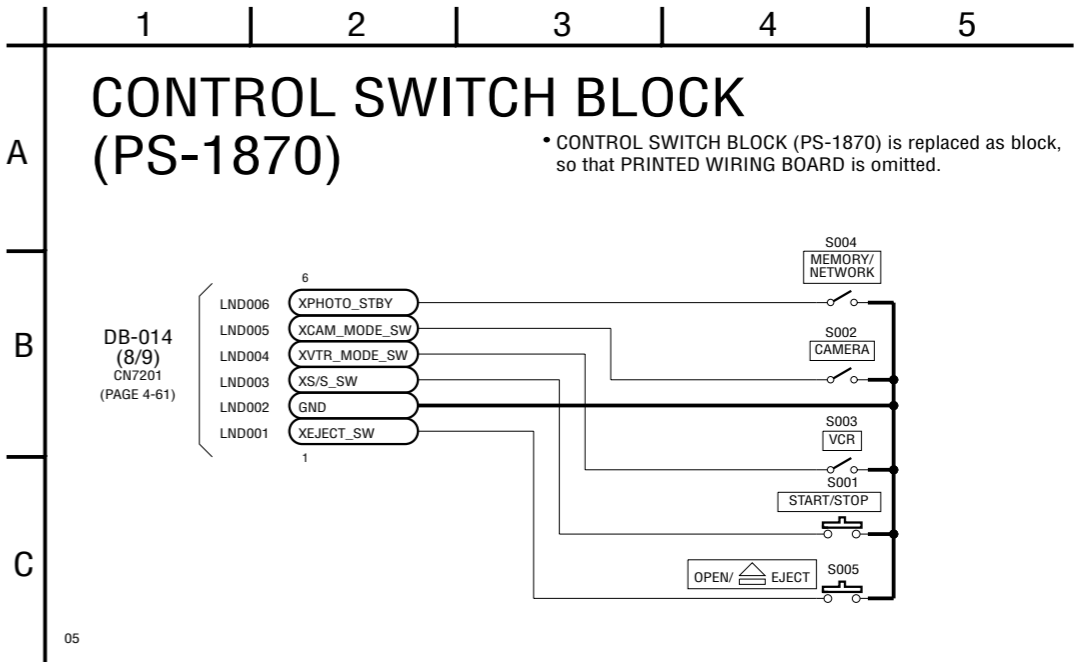 1 2 3 4 5
A
CONTROL SWITCH BLOCK
(PS-1870)
• CONTROL SWITCH BLOCK (PS-1870) is replaced as block,
so that PRINTED WIRING BOARD is omitted.
B
DB-014
(8/9)
CN7201
(PAGE 4-61)
6
LND006 XPHOTO_STBY
LND005 XCAM_MODE_SW
LND004 XVTR_MODE_SW
LND003 XS/S_SW
LND002 GND
LND001 XEJECT_SW
1
S004
MEMORY/
NETWORK
S002
CAMERA
S003
VCR
S001
START/STOP
C
OPEN/ EJECT S005
05